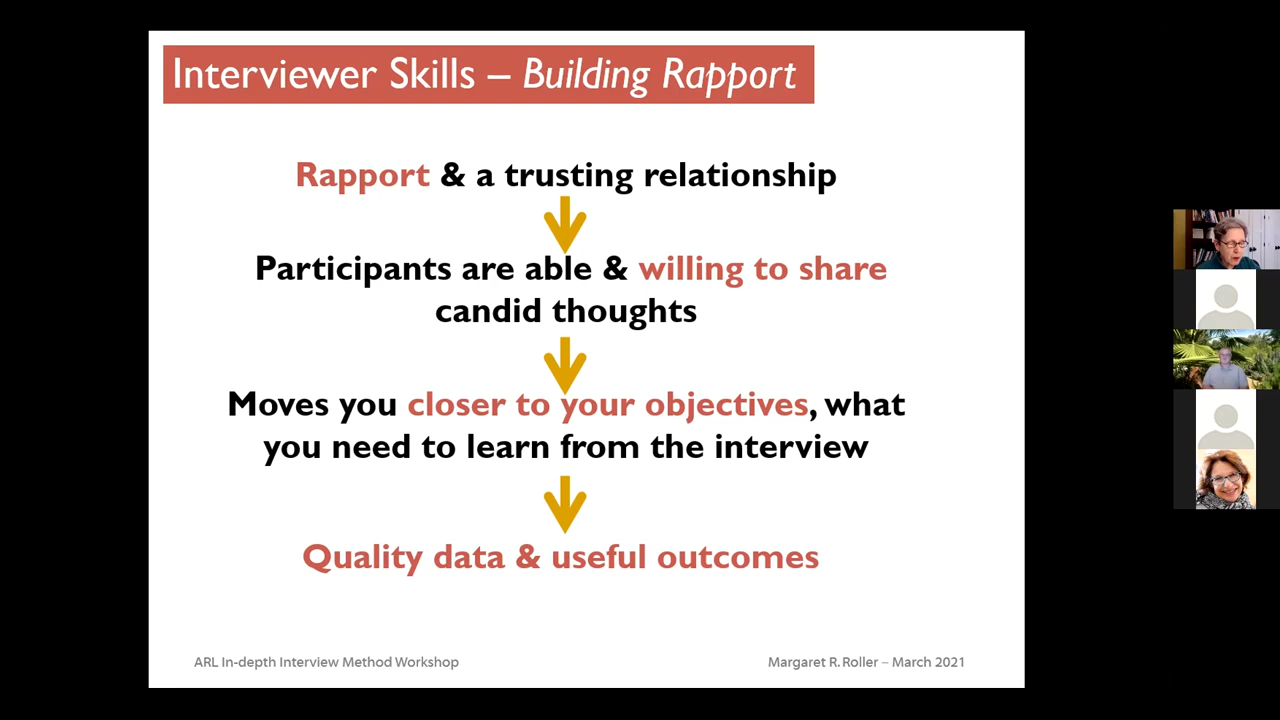 Interviewer Skills – Building Rapport
Rapport & a trusting relationship
Participants are able & willing to share
candid thoughts
Moves you closer to your objectives, what
you need to learn from the interview
Quality data & useful outcomes
ARL In-depth Interview Method Workshop
Margaret R. Roller – March 2021